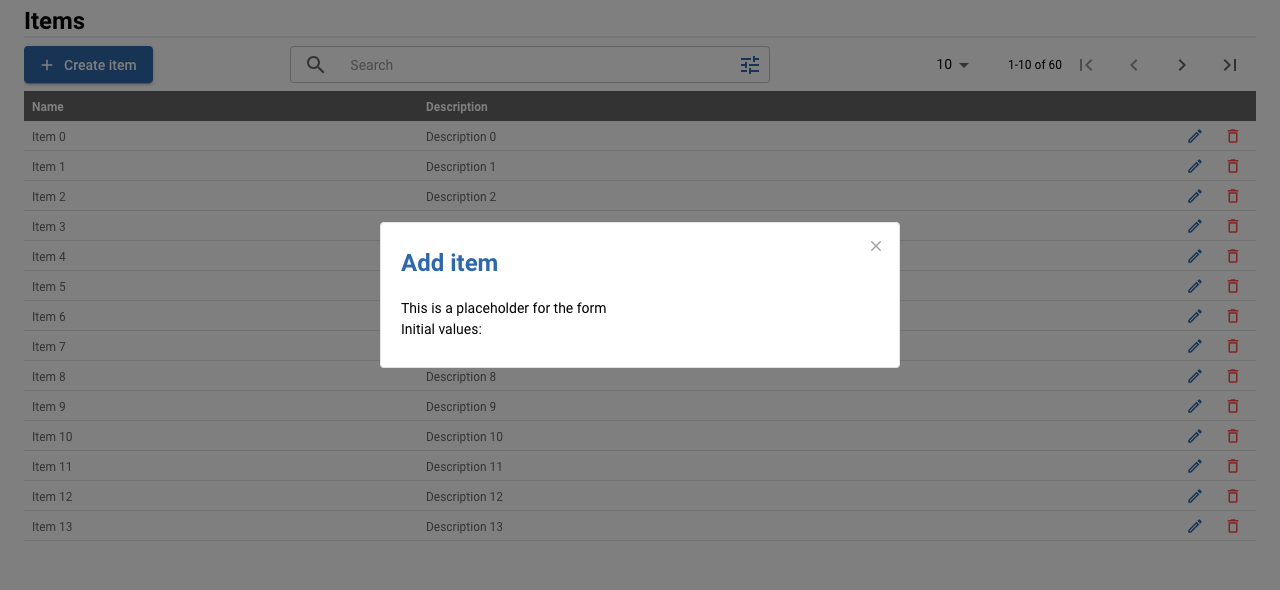 Items
Create item
Search
10
1-10 of 60
Name Description
Item 0 Description 0
Item 1 Description 1
Item 2 Description 2
Item 3
Item 4
Item 5
Item 6
Item 7
Add item
This is a placeholder for the form
Initial values:
Item 8 Description 8
Item 9 Description 9
Item 10 Description 10
Item 11 Description 11
Item 12 Description 12
Item 13 Description 13